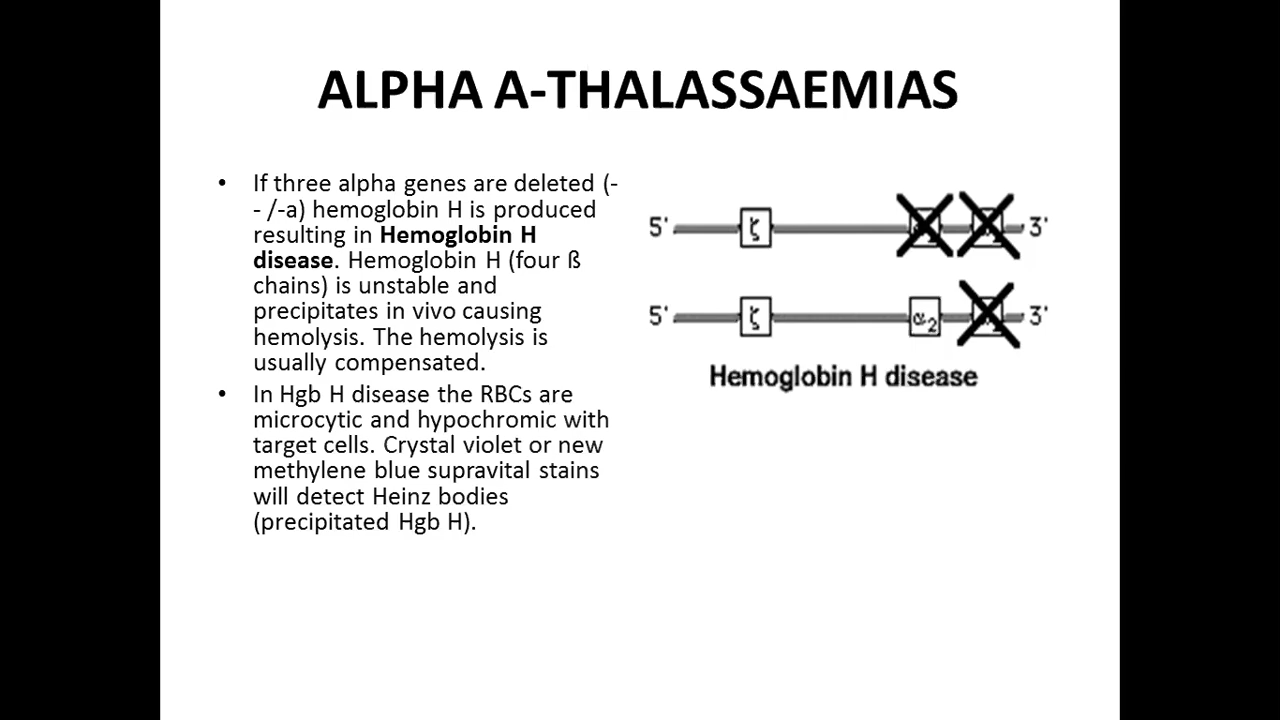 ALPHA A-THALASSAEMIAS
• If three alpha genes are deleted (-
- /-a) hemoglobin H is produced
resulting in Hemoglobin H
disease. Hemoglobin H (four ß
chains) is unstable and
precipitates in vivo causing
hemolysis. The hemolysis is
usually compensated.
• In Hgb H disease the RBCs are
microcytic and hypochromic with
target cells. Crystal violet or new
methylene blue supravital stains
will detect Heinz bodies
(precipitated Hgb H).
5' ζ 3'
5' ζ α2 3'
Hemoglobin H disease